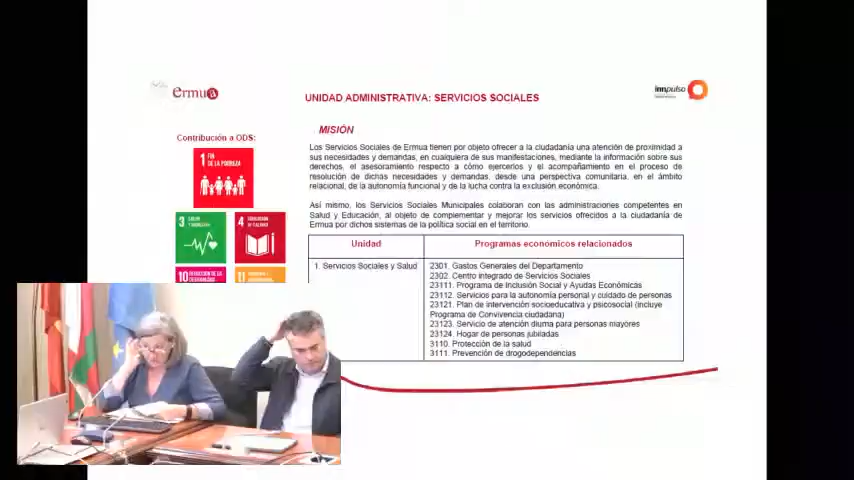 ermua
UNIDAD ADMINISTRATIVA: SERVICIOS SOCIALES
innpulso
Contribución a ODS:
MISIÓN
Los Servicios Sociales de Ermua tienen por objeto ofrecer a la ciudadanía una atención de proximidad a
sus necesidades y demandas, en cualquiera de sus manifestaciones, mediante la información sobre sus
derechos, el asesoramiento respecto a cómo ejercerlos y el acompañamiento en el proceso de
resolución de dichas necesidades y demandas, desde una perspectiva comunitaria, en el ámbito
relacional, de la autonomía funcional y de la lucha contra la exclusión económica.
Así mismo, los Servicios Sociales Municipales colaboran con las administraciones competentes en
Salud y Educación, al objeto de complementar y mejorar los servicios ofrecidos a la ciudadanía de
Ermua por dichos sistemas de la política social en el territorio.
1 FIN
DE LA POBREZA
3 SALUD
Y BIENESTAR
4 EDUCACIÓN
DE CALIDAD
10 REDUCCIÓN DE LAS
DESIGUALDADES
11
Unidad
Programas económicos relacionados
1. Servicios Sociales y Salud
2301. Gastos Generales del Departamento
2302. Centro integrado de Servicios Sociales
23111. Programa de Inclusión Social y Ayudas Económicas
23112. Servicios para la autonomía personal y cuidado de personas
23121. Plan de intervención socioeducativa y psicosocial (incluye
Programa de Convivencia ciudadana)
23123. Servicio de atención diurna para personas mayores
23124. Hogar de personas jubiladas
3110. Protección de la salud
3111. Prevención de drogodependencias